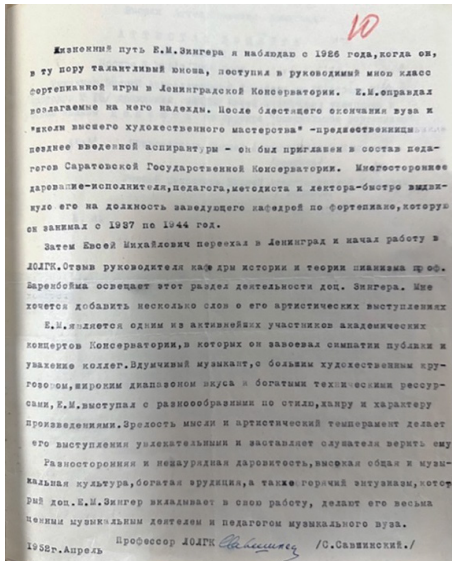 10
Жизненный путь Е.М.Зингера я наблюдаю с 1926 года,когда он,
в ту пору талантливый юноша, поступил в руководимый мною класс
фортепианной игры в Ленинградской Консерватории. Е.М.оправдал
возлагаемые на него надежды. После блестящего окончания вуза и
"школы высшего художественного мастерства" -предшественницы
позднее введенной аспирантуры - он был приглашен в состав педа-
гогов Саратовской Государственной Консерватории. Многостороннее
дарование-исполнителя,педагога,методиста и лектора-быстро выдви-
нуло его на должность заведующего кафедрой по фортепиано,которую
он занимал с 1937 по 1944 год.
Затем Евсей Михайлович переехал в Ленинград и начал работу в
ЛОЛГК.Отзыв руководителя кафедры истории и теории пианизма проф.
Баренбойма освещает этот раздел деятельности доц. Зингера. Мне
хочется добавить несколько слов о его артистических выступлениях
Е.М.является одним из активнейших участников академических
концертов Консерватории,в которых он завоевал симпатии публики и
уважение коллег.Вдумчивый музыкант,с большим художественным кру-
гозором,широким диапазоном вкуса и богатыми техническими рессур-
сами,Е.М.выступал с разнообразными по стилю,жанру и характеру
произведениями.Зрелость мысли и артистический темперамент делает
его выступления увлекательными и заставляет слушателя верить ему
Разносторонняя и незаурядная даровитость,высокая общая и музы-
кальная культура,богатая эрудиция,а также горячий энтузиазм,кото
рый доц.Е.М.Зингер вкладывает в свою работу, делают его весьма
ценным музыкальным деятелем и педагогом музыкального вуза.
Профессор ЛОЛГК Савшинский /С.Савшинский./
1952г.Апрель